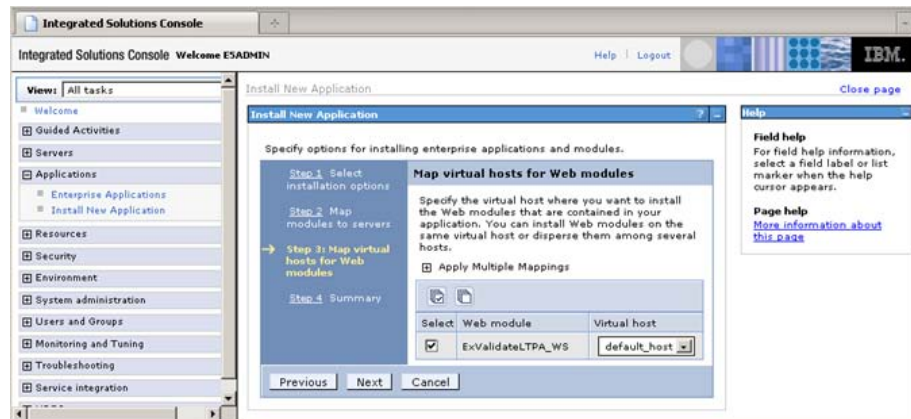 Integrated Solutions Console
Integrated Solutions Console Welcome ESADMIN
Help | Logout
IBM.
View: All tasks
Welcome
Guided Activities
Servers
Applications
Enterprise Applications
Install New Application
Resources
Security
Environment
System administration
Users and Groups
Monitoring and Tuning
Troubleshooting
Service integration
Install New Application
Close page
Install New Application
Specify options for installing enterprise applications and modules.
Step 1 Select
installation options
Step 2 Map
modules to servers
Step 3: Map virtual
hosts for Web
modules
Step 4 Summary
Map virtual hosts for Web modules
Specify the virtual host where you want to install
the Web modules that are contained in your
application. You can install Web modules on the
same virtual host or disperse them among several
hosts.
Apply Multiple Mappings
Select Web module Virtual host
ExValidateLTPA_WS default_host
Previous Next Cancel
Help
Field help
For field help information,
select a field label or list
marker when the help
cursor appears.
Page help
More information about
this page